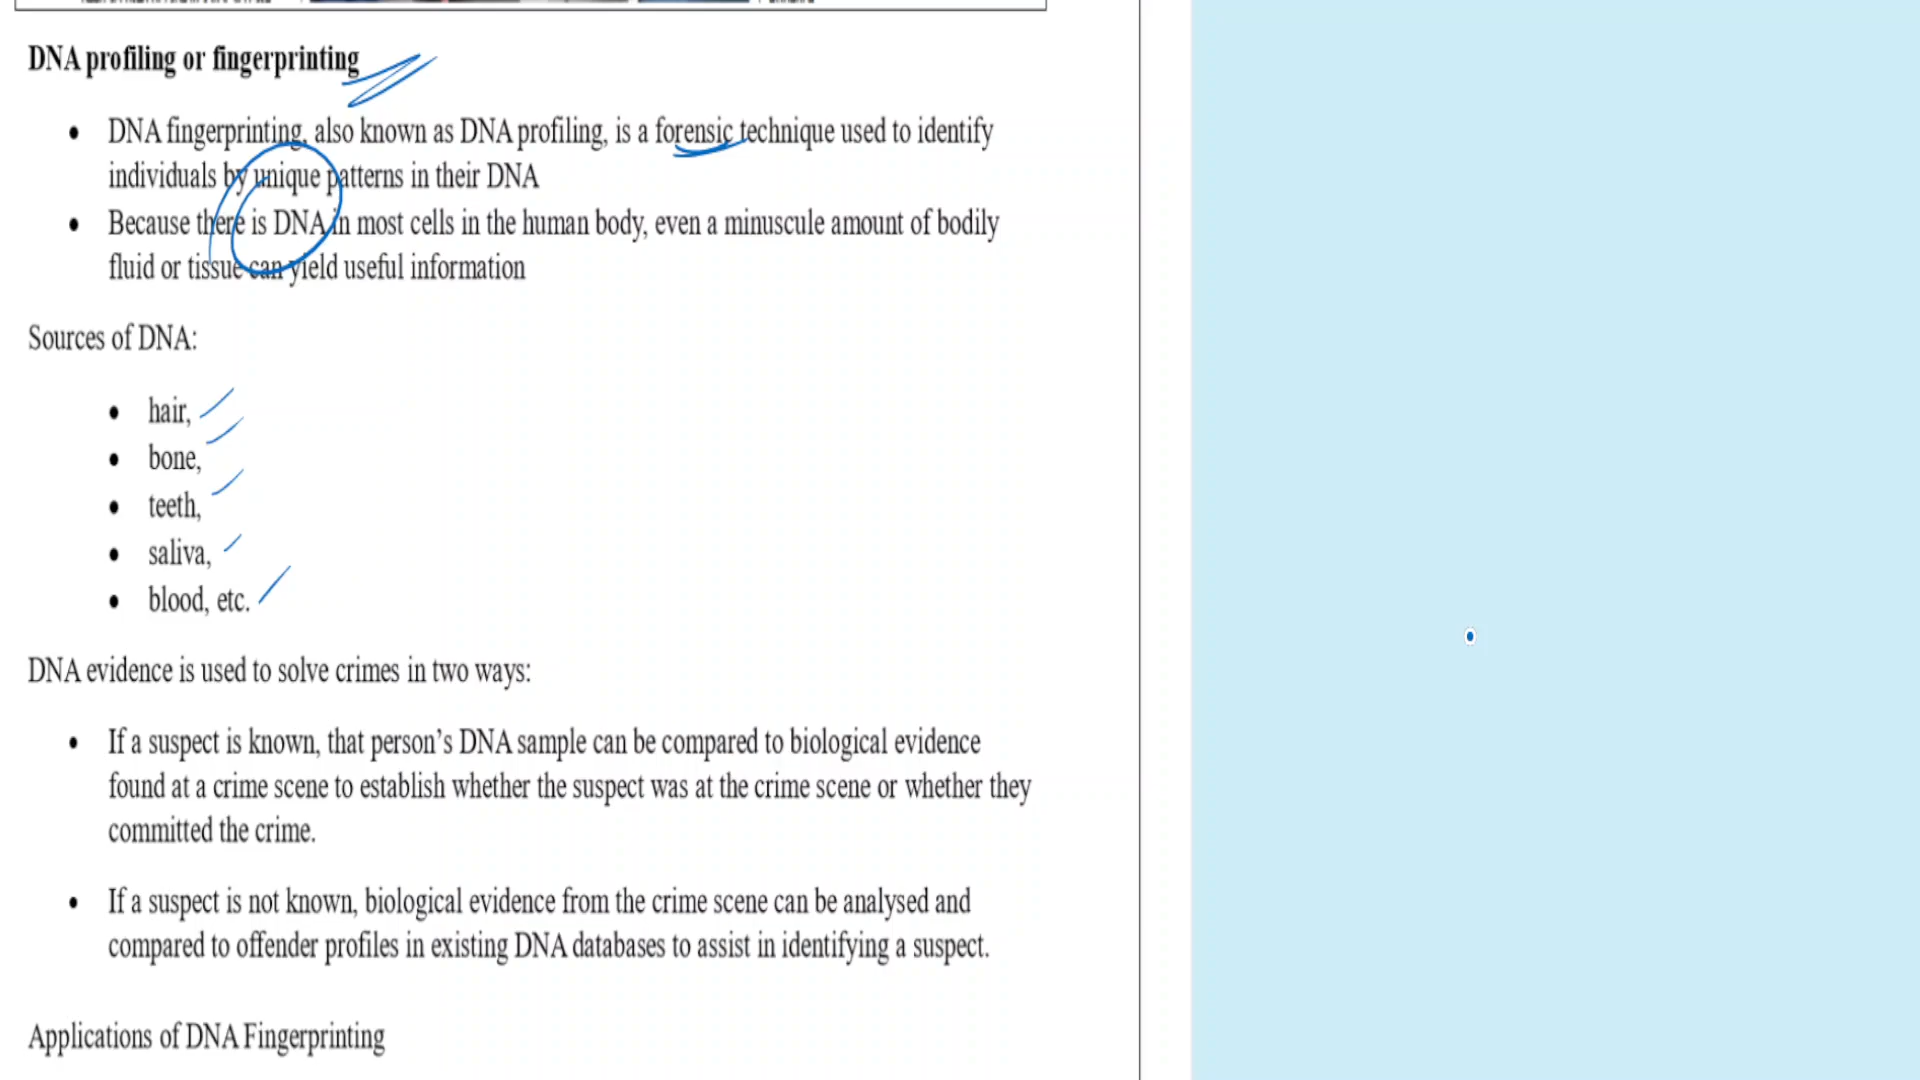 DNA profiling or fingerprinting
DNA fingerprinting, also known as DNA profiling, is a forensic technique used to identify
individuals by unique patterns in their DNA
Because there is DNA in most cells in the human body, even a minuscule amount of bodily
fluid or tissue can yield useful information
Sources of DNA:
hair,
bone,
teeth,
saliva,
blood, etc.
DNA evidence is used to solve crimes in two ways:
If a suspect is known, that person’s DNA sample can be compared to biological evidence
found at a crime scene to establish whether the suspect was at the crime scene or whether they
committed the crime.
If a suspect is not known, biological evidence from the crime scene can be analysed and
compared to offender profiles in existing DNA databases to assist in identifying a suspect.
Applications of DNA Fingerprinting